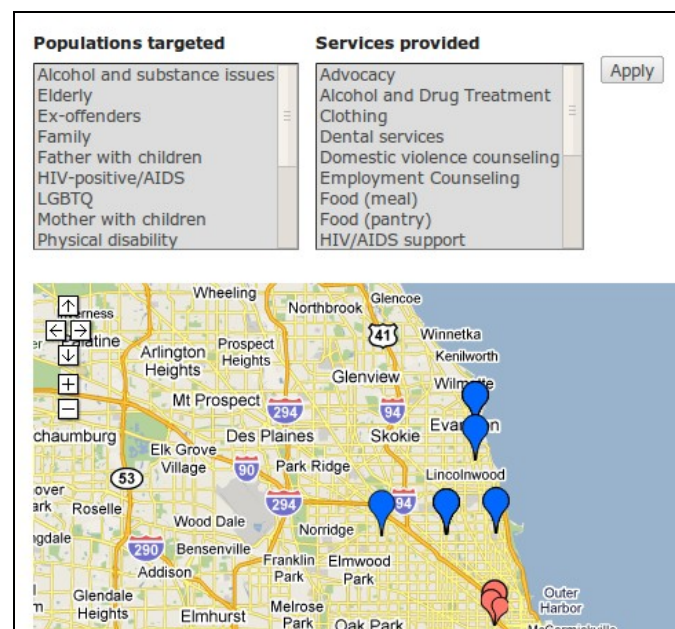 Populations targeted
Services provided
Apply
Alcohol and substance issues
Elderly
Ex-offenders
Family
Father with children
HIV-positive/AIDS
LGBTQ
Mother with children
Physical disability
Advocacy
Alcohol and Drug Treatment
Clothing
Dental services
Domestic violence counseling
Employment Counseling
Food (meal)
Food (pantry)
HIV/AIDS support
Wheeling
Northbrook
Glencoe
41
Winnetka
Kenilworth
Arlington
Heights
Prospect
Heights
Glenview
Mt Prospect
294
94
Des Plaines
Skokie
Elk Grove
Village
53
90
Park Ridge
Lincolnwood
Roselle
294
94
Wood Dale
Norridge
290
Bensenville
Addison
Franklin
Park
Elmwood
Park
Glendale
Heights
Elmhurst
Melrose
Park
Oak Park
Outer
Harbor